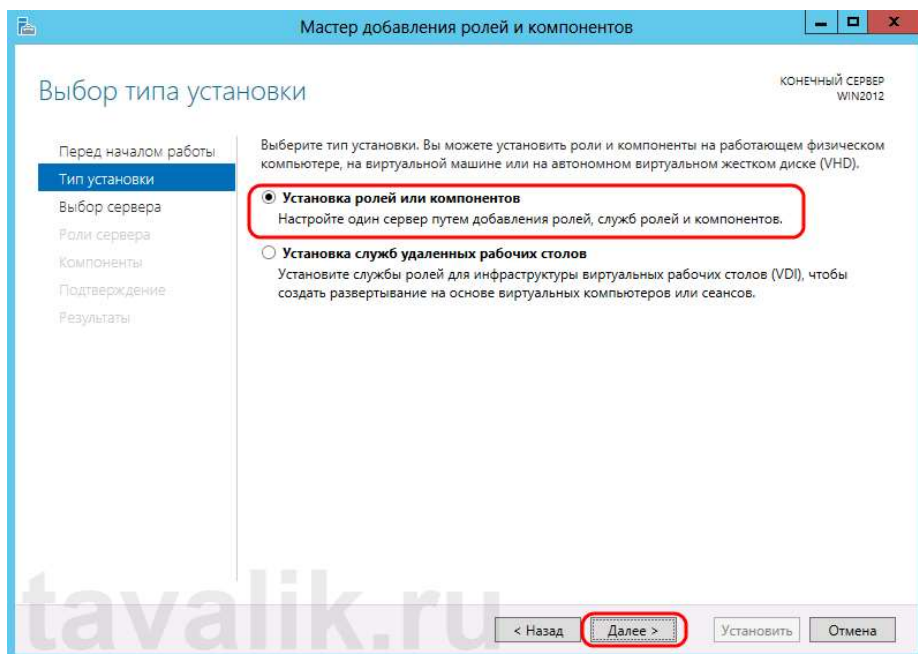 Мастер добавления ролей и компонентов
Выбор типа установки
КОНЕЧНЫЙ СЕРВЕР
WIN2012
Перед началом работы
Тип установки
Выбор сервера
Роли сервера
Компоненты
Подтверждение
Результаты
Выберите тип установки. Вы можете установить роли и компоненты на работающем физическом
компьютере, на виртуальной машине или на автономном виртуальном жестком диске (VHD).
Установка ролей или компонентов
Настройте один сервер путем добавления ролей, служб ролей и компонентов.
Установка служб удаленных рабочих столов
Установите службы ролей для инфраструктуры виртуальных рабочих столов (VDI), чтобы
создать развертывание на основе виртуальных компьютеров или сеансов.
tavalik.ru
< Назад
Далее >
Установить
Отмена